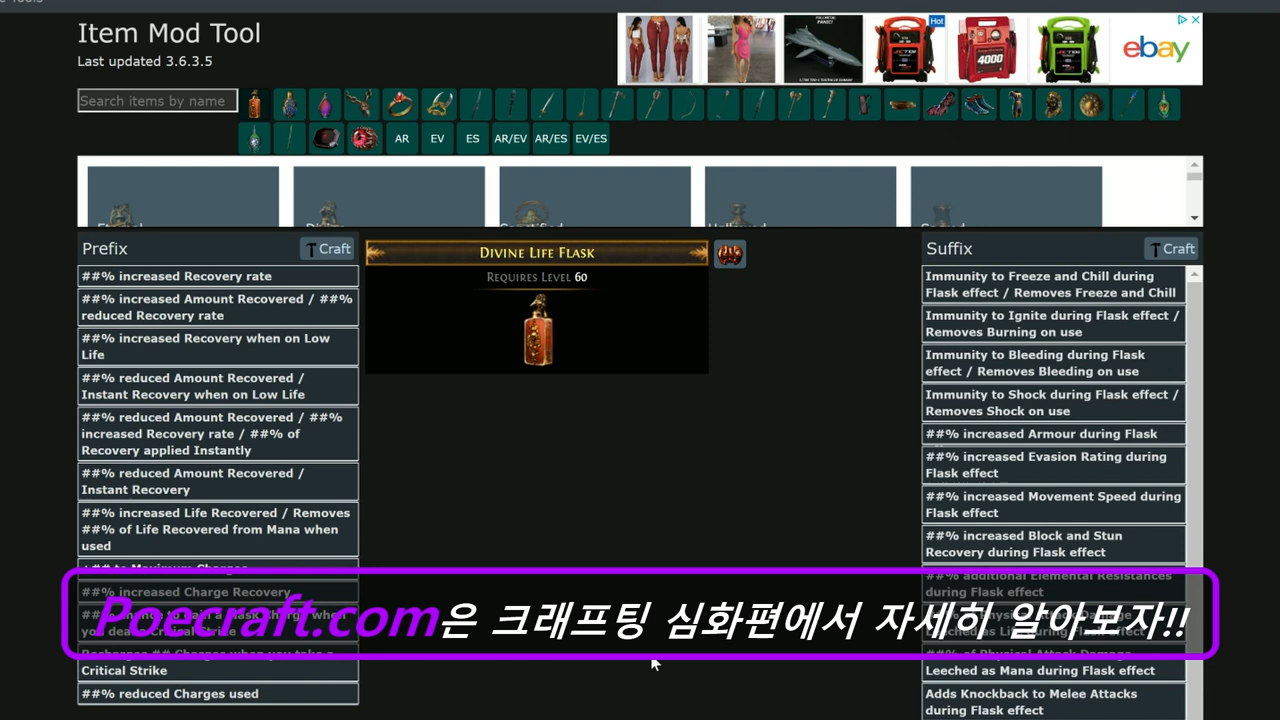 Item Mod Tool
Last updated 3.6.3.5
Hot
ebay
Search items by name
AR
EV
ES
AR/EV
AR/ES
EV/ES
Prefix
Craft
##% increased Recovery rate
##% increased Amount Recovered / ##%
reduced Recovery rate
##% increased Recovery when on Low
Life
##% reduced Amount Recovered /
Instant Recovery when on Low Life
##% reduced Amount Recovered / ##%
increased Recovery rate / ##% of
Recovery applied Instantly
##% reduced Amount Recovered /
Instant Recovery
##% increased Life Recovered / Removes
##% of Life Recovered from Mana when
used
+## to Maximum Charges
##% increased Charge Recovery
Critical Strike
##% reduced Charges used
DIVINE LIFE FLASK
REQUIRES LEVEL 60
Suffix
Craft
Immunity to Freeze and Chill during
Flask effect / Removes Freeze and Chill
Immunity to Ignite during Flask effect /
Removes Burning on use
Immunity to Bleeding during Flask
effect / Removes Bleeding on use
Immunity to Shock during Flask effect /
Removes Shock on use
##% increased Armour during Flask
##% increased Evasion Rating during
Flask effect
##% increased Movement Speed during
Flask effect
##% increased Block and Stun
Recovery during Flask effect
##% additional Elemental Resistances
during Flask effect
Leeched as Mana during Flask effect
Adds Knockback to Melee Attacks
during Flask effect
Poecraft.com은 크래프팅 심화편에서 자세히 알아보자!!